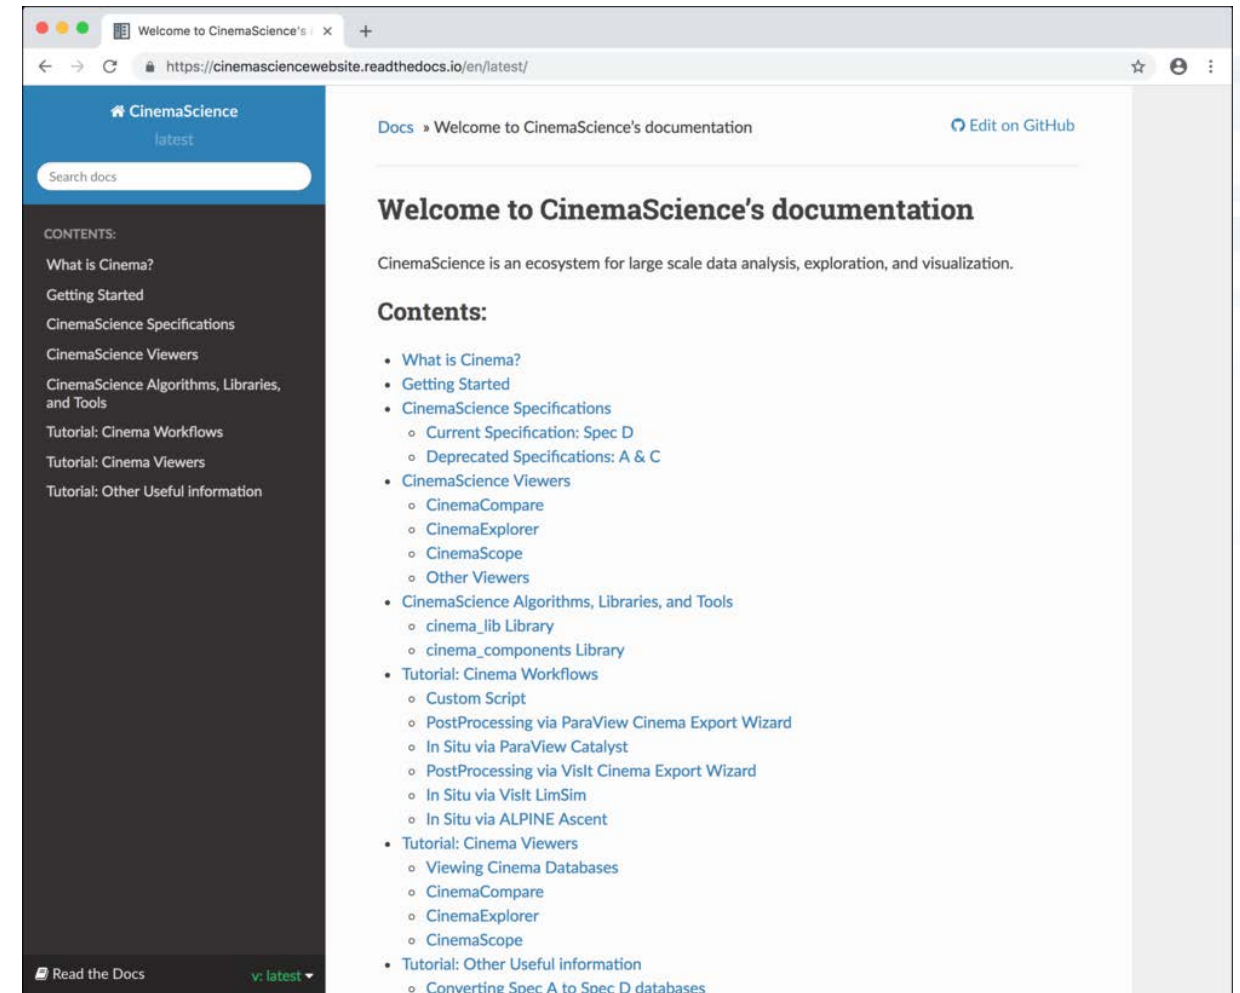 Welcome to CinemaScience's
https://cinemasciencewebsite.readthedocs.io/en/latest/
CinemaScience
latest
Search docs
CONTENTS:
What is Cinema?
Getting Started
CinemaScience Specifications
CinemaScience Viewers
CinemaScience Algorithms, Libraries,
and Tools
Tutorial: Cinema Workflows
Tutorial: Cinema Viewers
Tutorial: Other Useful information
Read the Docs
v: latest
Docs » Welcome to CinemaScience's documentation
Edit on GitHub
Welcome to CinemaScience's documentation
CinemaScience is an ecosystem for large scale data analysis, exploration, and visualization.
Contents:
• What is Cinema?
• Getting Started
• CinemaScience Specifications
◦ Current Specification: Spec D
◦ Deprecated Specifications: A & C
• CinemaScience Viewers
◦ CinemaCompare
◦ CinemaExplorer
◦ CinemaScope
◦ Other Viewers
• CinemaScience Algorithms, Libraries, and Tools
◦ cinema_lib Library
◦ cinema_components Library
• Tutorial: Cinema Workflows
◦ Custom Script
◦ PostProcessing via ParaView Cinema Export Wizard
◦ In Situ via ParaView Catalyst
◦ PostProcessing via VisIt Cinema Export Wizard
◦ In Situ via VisIt LimSim
◦ In Situ via ALPINE Ascent
• Tutorial: Cinema Viewers
◦ Viewing Cinema Databases
◦ CinemaCompare
◦ CinemaExplorer
◦ CinemaScope
• Tutorial: Other Useful information
◦ Converting Spec A to Spec D databases